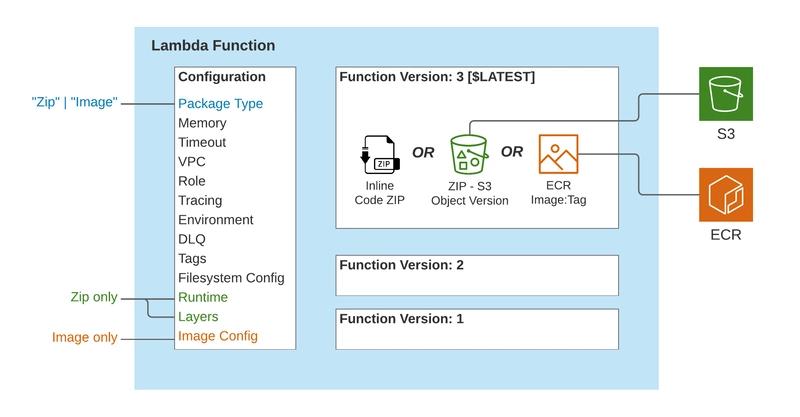 Lambda Function
Configuration
"Zip" | "Image"
Package Type
Memory
Timeout
VPC
Role
Tracing
Environment
DLQ
Tags
Filesystem Config
Zip only
Runtime
Layers
Image only
Image Config
Function Version: 3 [$LATEST]
ZIP
OR
OR
Inline
Code ZIP
ZIP - S3
Object Version
ECR
Image:Tag
Function Version: 2
Function Version: 1
S3
ECR